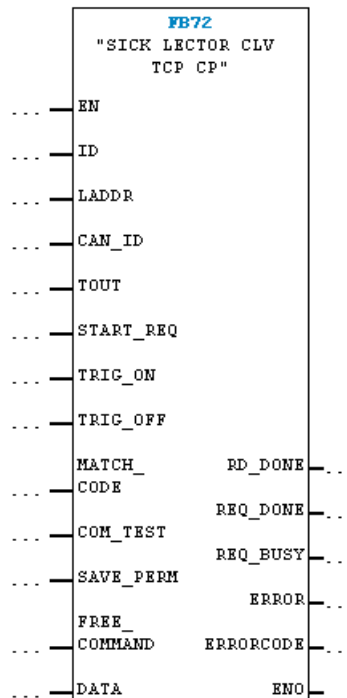 FB72
"SICK LECTOR CLV
TCP CP"
... EN
... ID
... LADDR
... CAN_ID
... TOUT
... START_REQ
... TRIG_ON
... TRIG_OFF
MATCH_ RD_DONE ..
... CODE
REQ_DONE ..
... COM_TEST
REQ_BUSY ..
... SAVE_PERM
ERROR ..
FREE_
... COMMAND ERRORCODE ..
... DATA ENO ..